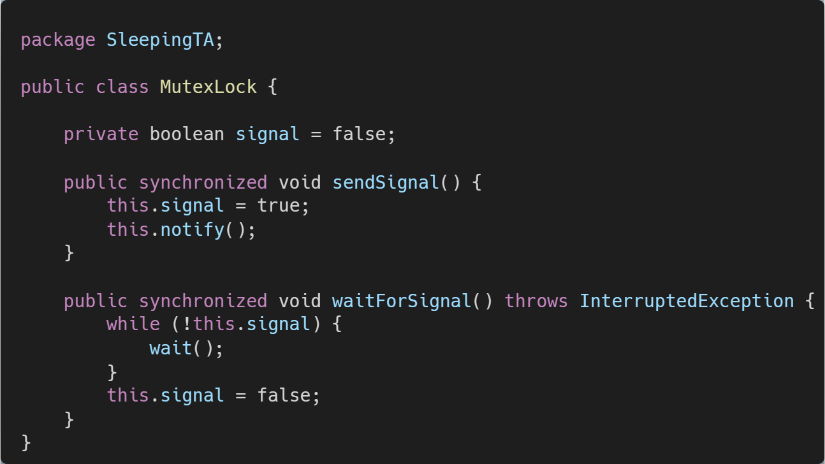 package SleepingTA;
public class MutexLock {
private boolean signal = false;
public synchronized void sendSignal() {
this.signal = true;
this.notify();
}
public synchronized void waitForSignal() throws InterruptedException {
while (!this.signal) {
wait();
}
this.signal = false;
}
}